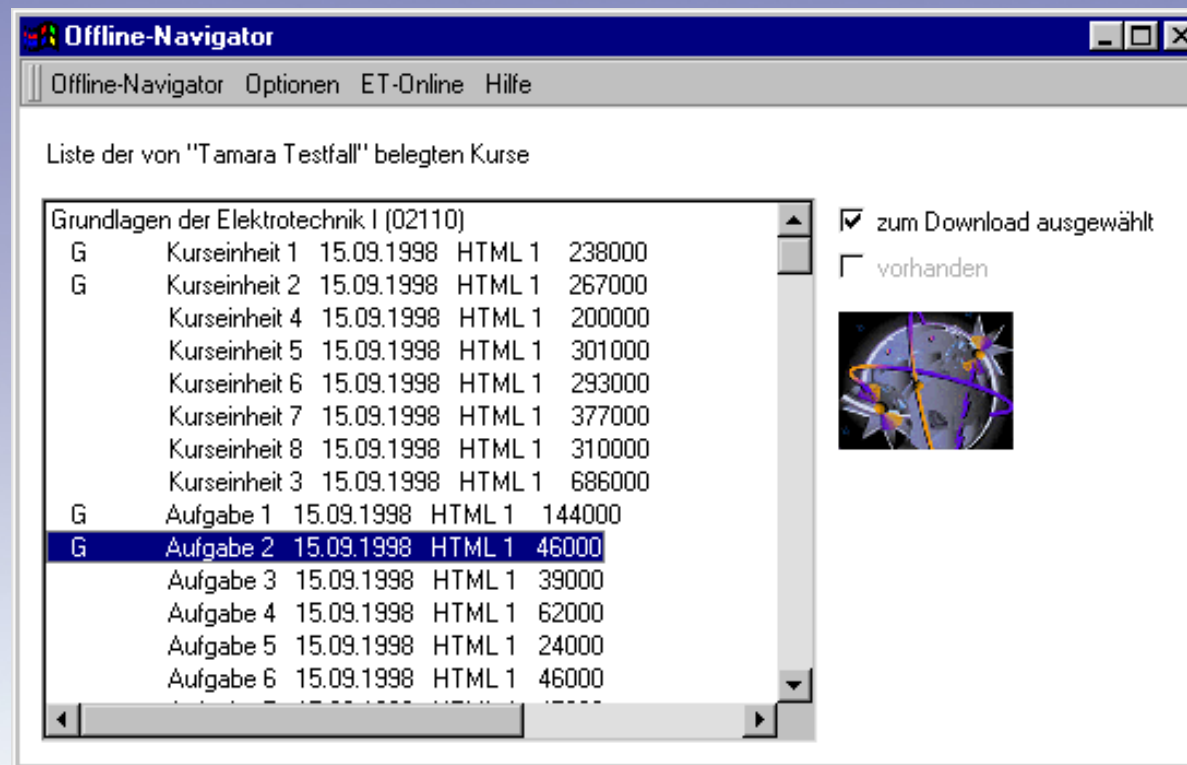 Offline-Navigator
Offline-Navigator Optionen ET-Online Hilfe
Liste der von "Tamara Testfall" belegten Kurse
Grundlagen der Elektrotechnik I (02110)
G Kurseinheit 1 15.09.1998 HTML 1 238000
G Kurseinheit 2 15.09.1998 HTML 1 267000
Kurseinheit 4 15.09.1998 HTML 1 200000
Kurseinheit 5 15.09.1998 HTML 1 301000
Kurseinheit 6 15.09.1998 HTML 1 293000
Kurseinheit 7 15.09.1998 HTML 1 377000
Kurseinheit 8 15.09.1998 HTML 1 310000
Kurseinheit 3 15.09.1998 HTML 1 686000
G Aufgabe 1 15.09.1998 HTML 1 144000
G Aufgabe 2 15.09.1998 HTML 1 46000
Aufgabe 3 15.09.1998 HTML 1 39000
Aufgabe 4 15.09.1998 HTML 1 62000
Aufgabe 5 15.09.1998 HTML 1 24000
Aufgabe 6 15.09.1998 HTML 1 46000
zum Download ausgewählt
vorhanden